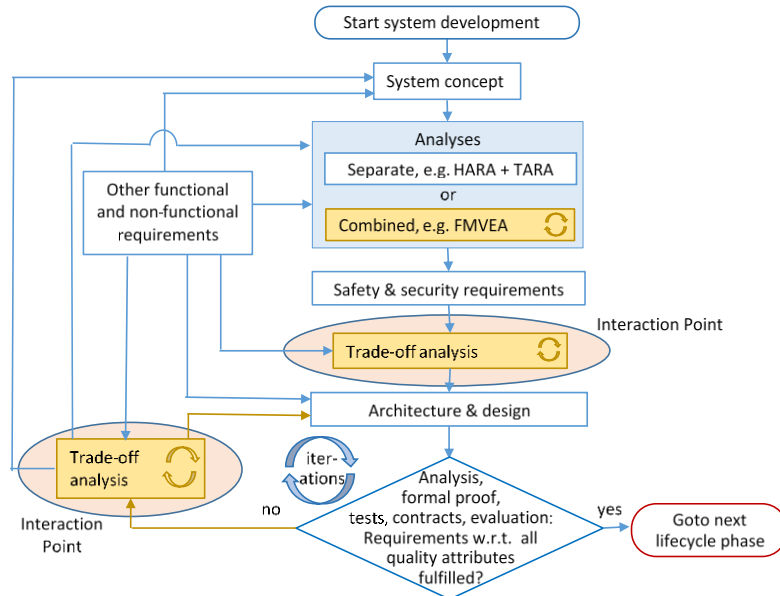 Start system development
System concept
Analyses
Separate, e.g. HARA + TARA
or
Combined, e.g. FMVEA
Other functional
and non-functional
requirements
Safety & security requirements
Interaction Point
Trade-off analysis
Architecture & design
Trade-off
analysis
Interaction
Point
iter-
ations
no
Analysis,
formal proof,
tests, contracts, evaluation:
Requirements w.r.t. all
quality attributes
fulfilled?
yes
Goto next
lifecycle phase